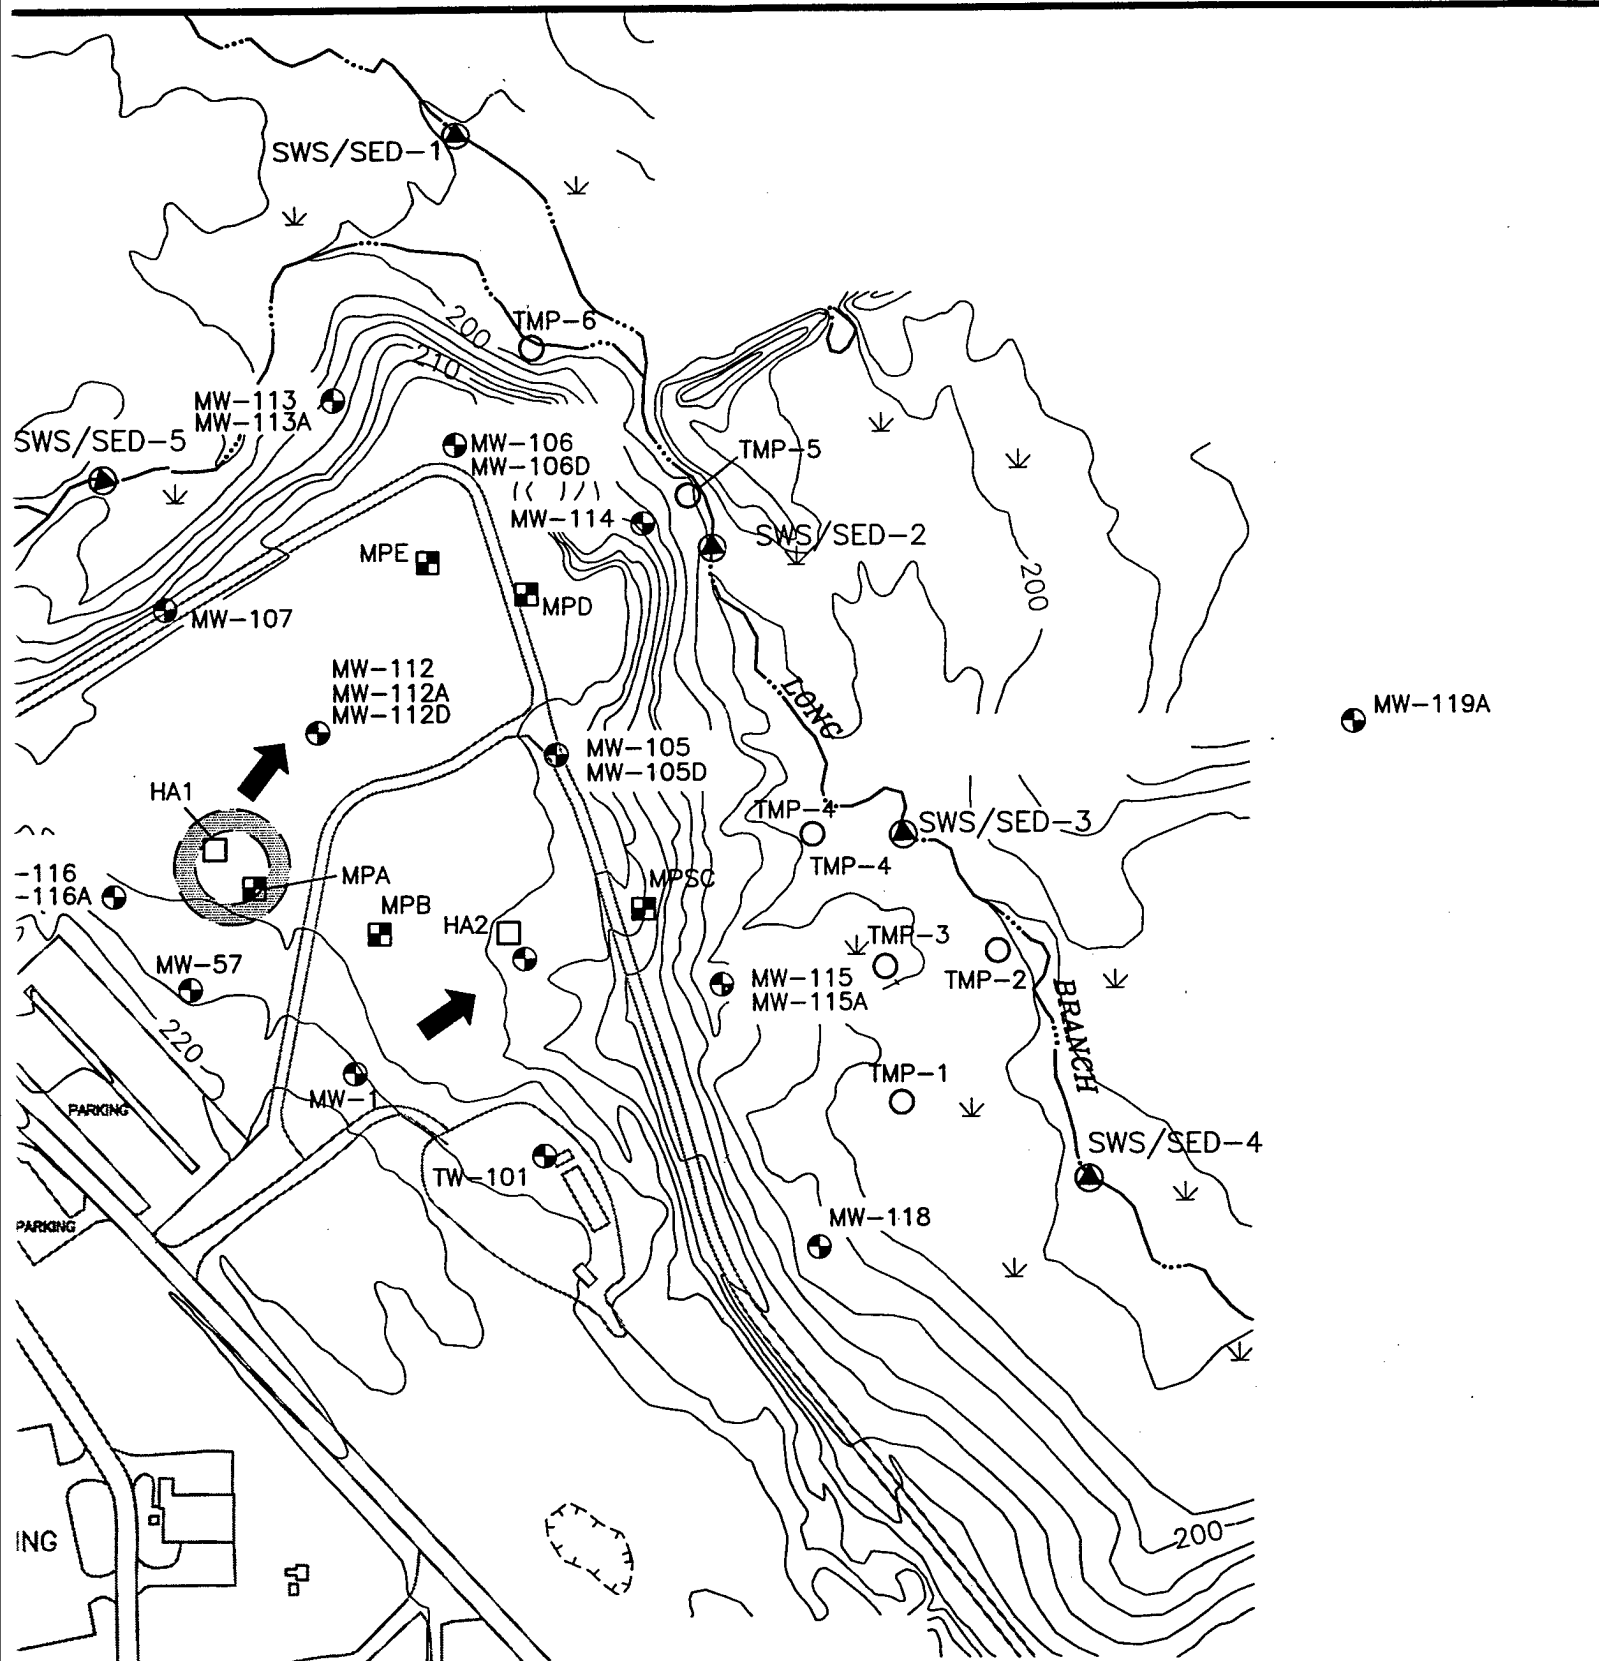 SWS/SED-1
200
TMP-6
210
MW-113
MW-113A
SWS/SED-5
MW-106
MW-106D
TMP-5
MW-114
SWS/SED-2
MPE
200
MPD
MW-107
MW-112
MW-112A
MW-112D
LONG
MW-119A
MW-105
MW-105D
HA1
TMP-4
SWS/SED-3
TMP-4
-116
-116A
MPA
MPSC
MPB
HA2
TMP-3
MW-57
TMP-2
MW-115
MW-115A
220
BRANCH
TMP-1
MW-1
PARKING
SWS/SED-4
TW-101
PARKING
MW-118
200
ING